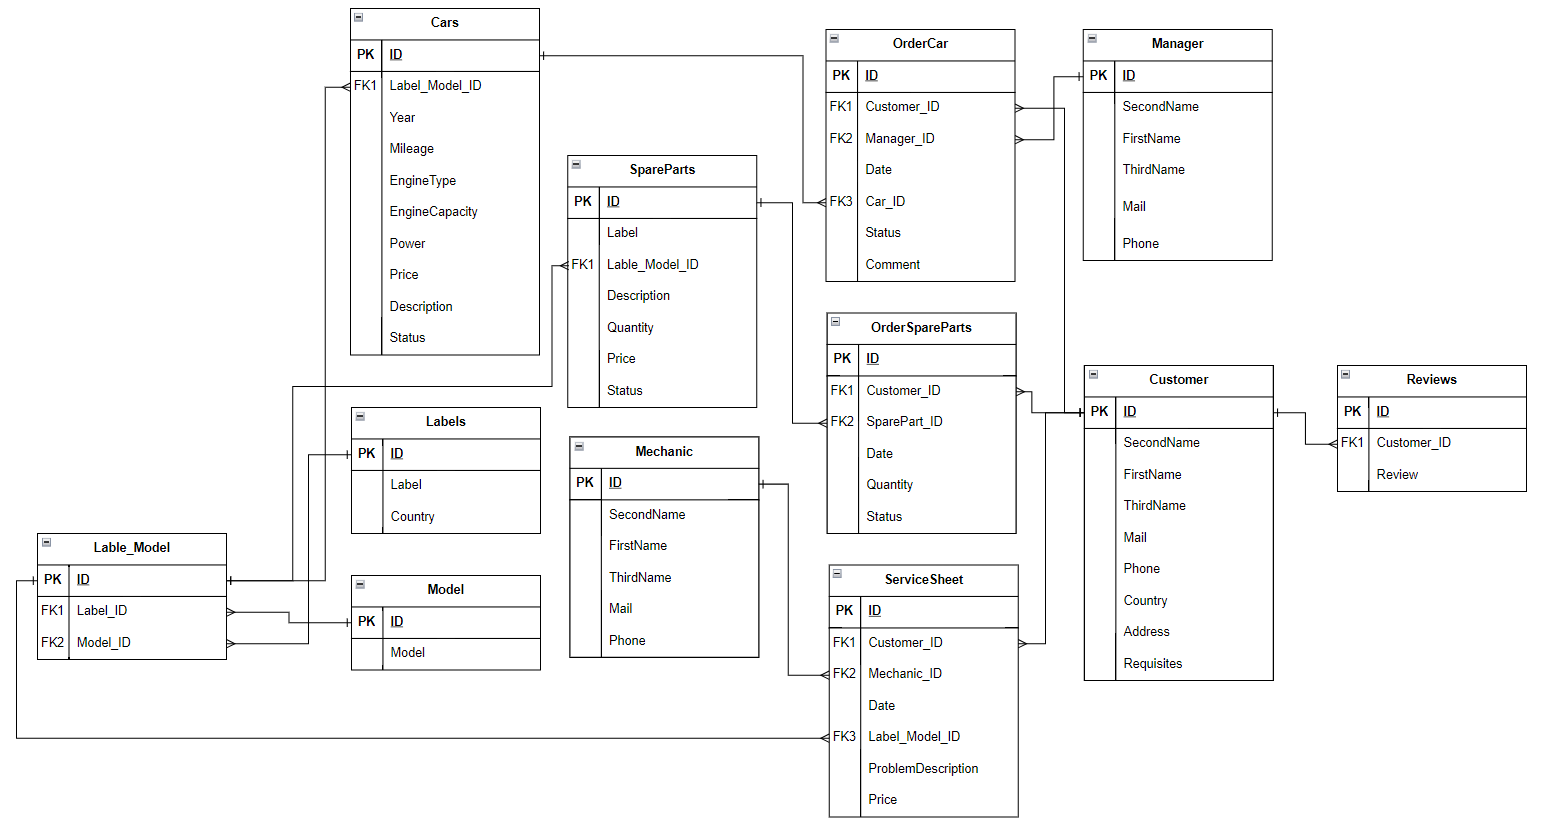 Cars
PK ID
FK1 Label_Model_ID
Year
Mileage
EngineType
EngineCapacity
Power
Price
Description
Status
SpareParts
PK ID
Label
FK1 Lable_Model_ID
Description
Quantity
Price
Status
OrderCar
PK ID
FK1 Customer_ID
FK2 Manager_ID
Date
FK3 Car_ID
Status
Comment
Manager
PK ID
SecondName
FirstName
ThirdName
Mail
Phone
OrderSpareParts
PK ID
FK1 Customer_ID
FK2 SparePart_ID
Date
Quantity
Status
Customer
PK ID
SecondName
FirstName
ThirdName
Mail
Phone
Country
Address
Requisites
Reviews
PK ID
FK1 Customer_ID
Review
Labels
PK ID
Label
Country
Mechanic
PK ID
SecondName
FirstName
ThirdName
Mail
Phone
Lable_Model
PK ID
FK1 Label_ID
FK2 Model_ID
Model
PK ID
Model
ServiceSheet
PK ID
FK1 Customer_ID
FK2 Mechanic_ID
Date
FK3 Label_Model_ID
ProblemDescription
Price